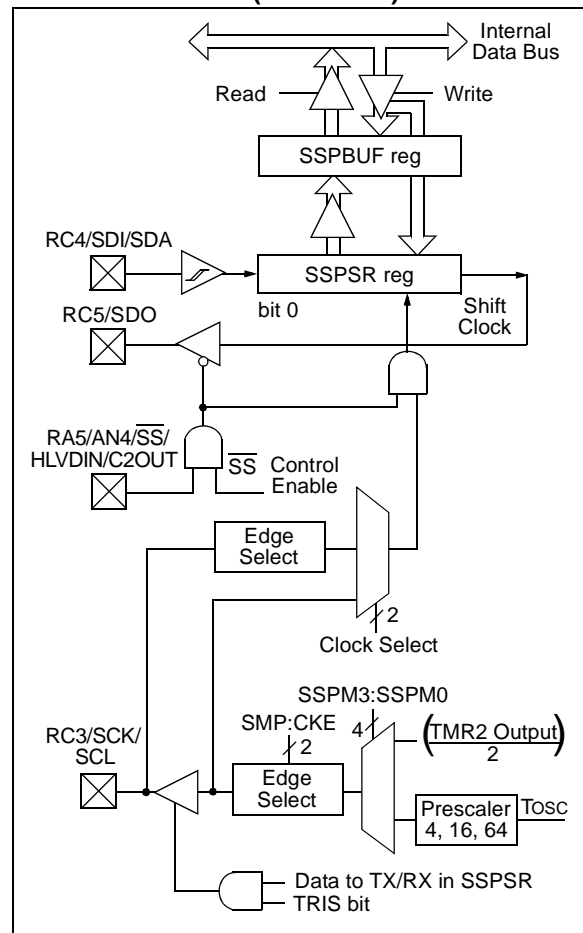 Internal
Data Bus
Read
Write
SSPBUF reg
RC4/SDI/SDA
SSPSR reg
bit 0
Shift
Clock
RC5/SDO
RA5/AN4/SS/
HLVDIN/C2OUT
SS
Control
Enable
Edge
Select
2
Clock Select
SSPM3:SSPM0
SMP:CKE
4
2
(TMR2 Output)
2
RC3/SCK/
SCL
Edge
Select
Prescaler
4, 16, 64
TOSC
Data to TX/RX in SSPSR
TRIS bit